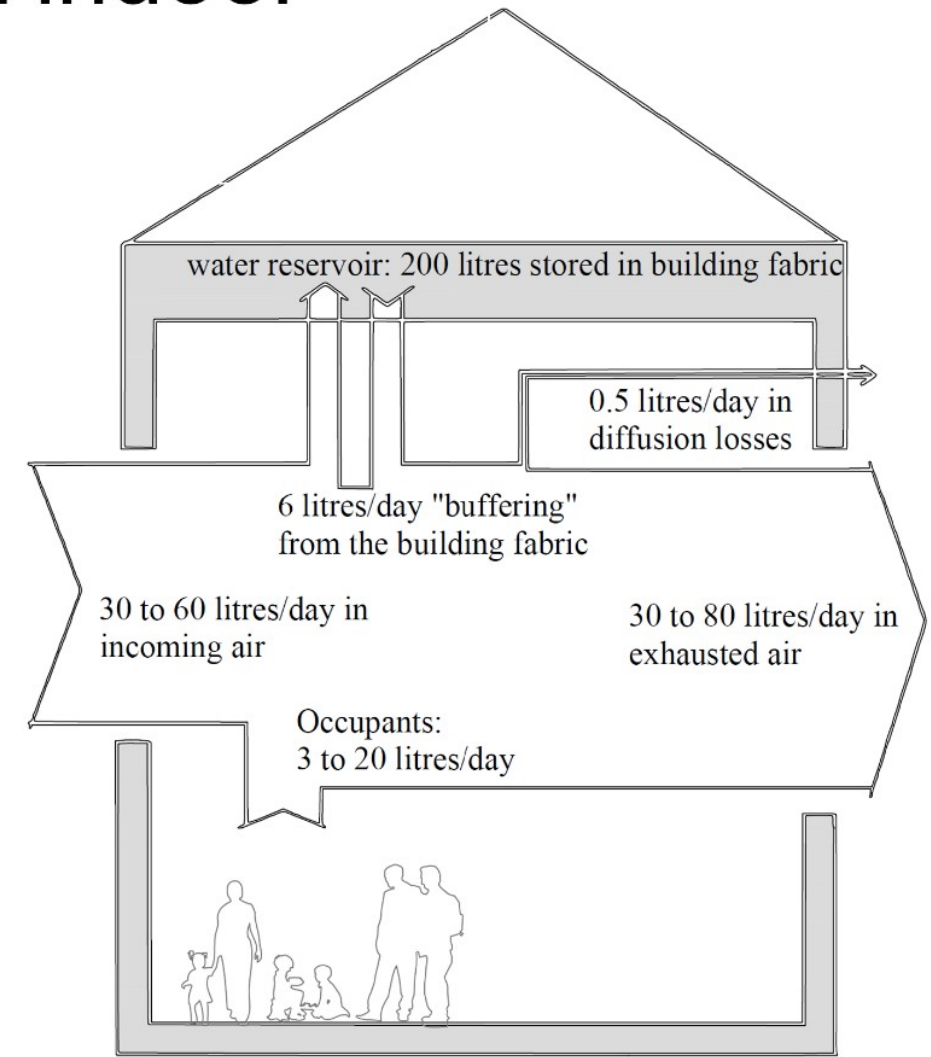 water reservoir: 200 litres stored in building fabric
0.5 litres/day in
diffusion losses
6 litres/day "buffering"
from the building fabric
30 to 60 litres/day in
incoming air
30 to 80 litres/day in
exhausted air
Occupants:
3 to 20 litres/day